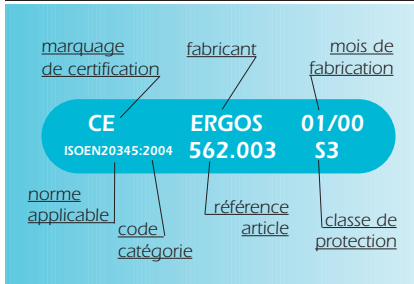 marquage
de certification
fabricant
mois de
fabrication
CE ERGOS 01/00
ISOEN20345:2004 562.003 S3
norme
applicable
code
catégorie
référence
article
classe de
protection